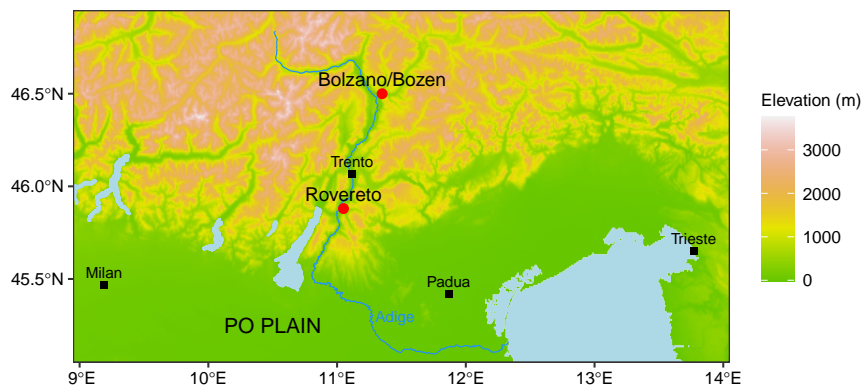 Bolzano/Bozen
46.5°N
Elevation (m)
3000
Trento
46.0°N
Rovereto
2000
Trieste
1000
Milan
45.5°N
Padua
0
Adige
PO PLAIN
9°E
10°E
11°E
12°E
13°E
14°E